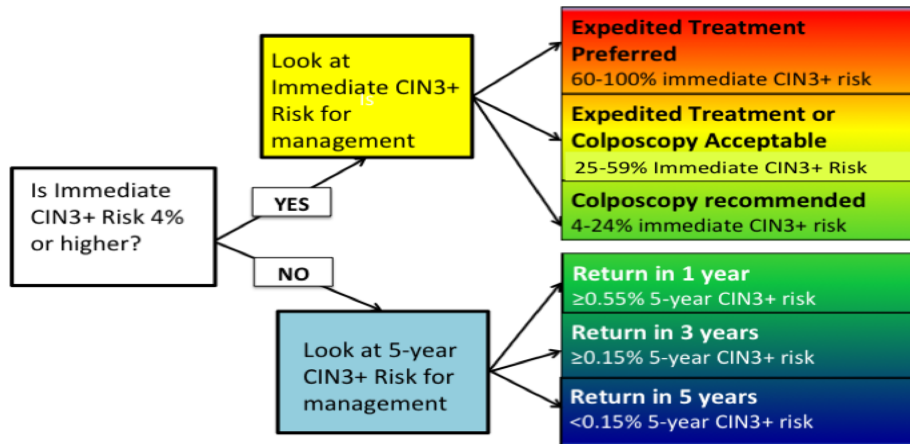 Is Immediate
CIN3+ Risk 4%
or higher?
YES
NO
Look at
Immediate CIN3+
Is
Risk for
management
Look at 5-year
CIN3+ Risk for
management
Expedited Treatment
Preferred
60-100% immediate CIN3+ risk
Expedited Treatment or
Colposcopy Acceptable
25-59% Immediate CIN3+ Risk
Colposcopy recommended
4-24% immediate CIN3+ risk
Return in 1 year
≥0.55% 5-year CIN3+ risk
Return in 3 years
≥0.15% 5-year CIN3+ risk
Return in 5 years
<0.15% 5-year CIN3+ risk